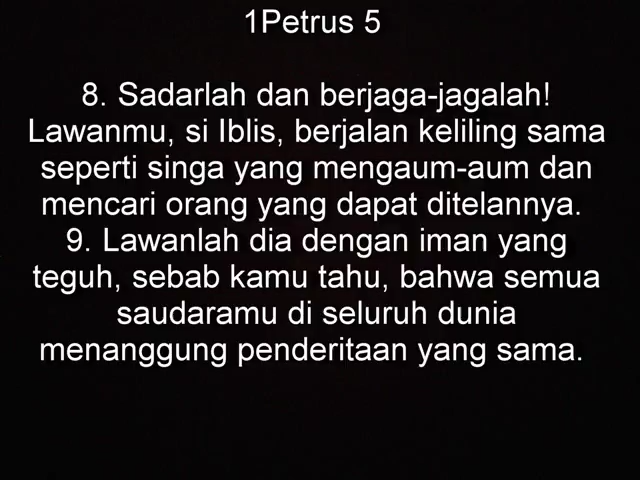 1Petrus 5
8. Sadarlah dan berjaga-jagalah!
Lawanmu, si Iblis, berjalan keliling sama
seperti singa yang mengaum-aum dan
mencari orang yang dapat ditelannya.
9. Lawanlah dia dengan iman yang
teguh, sebab kamu tahu, bahwa semua
saudaramu di seluruh dunia
menanggung penderitaan yang sama.